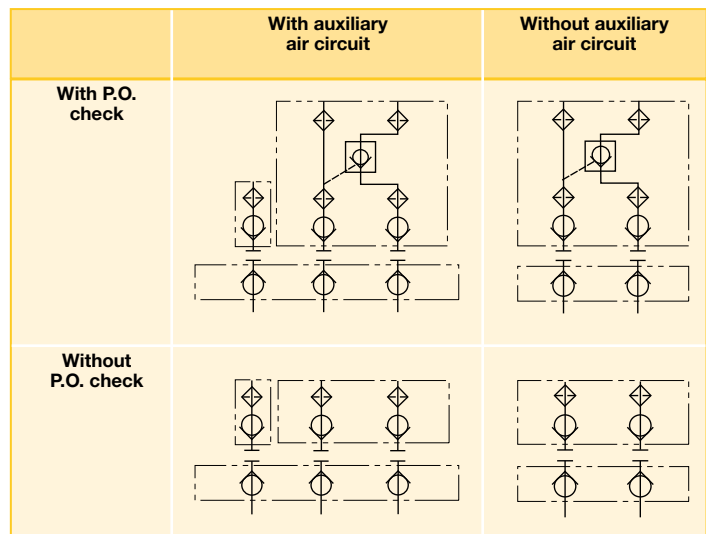 With auxiliary
air circuit
Without auxiliary
air circuit
With P.O.
check
Without
P.O. check